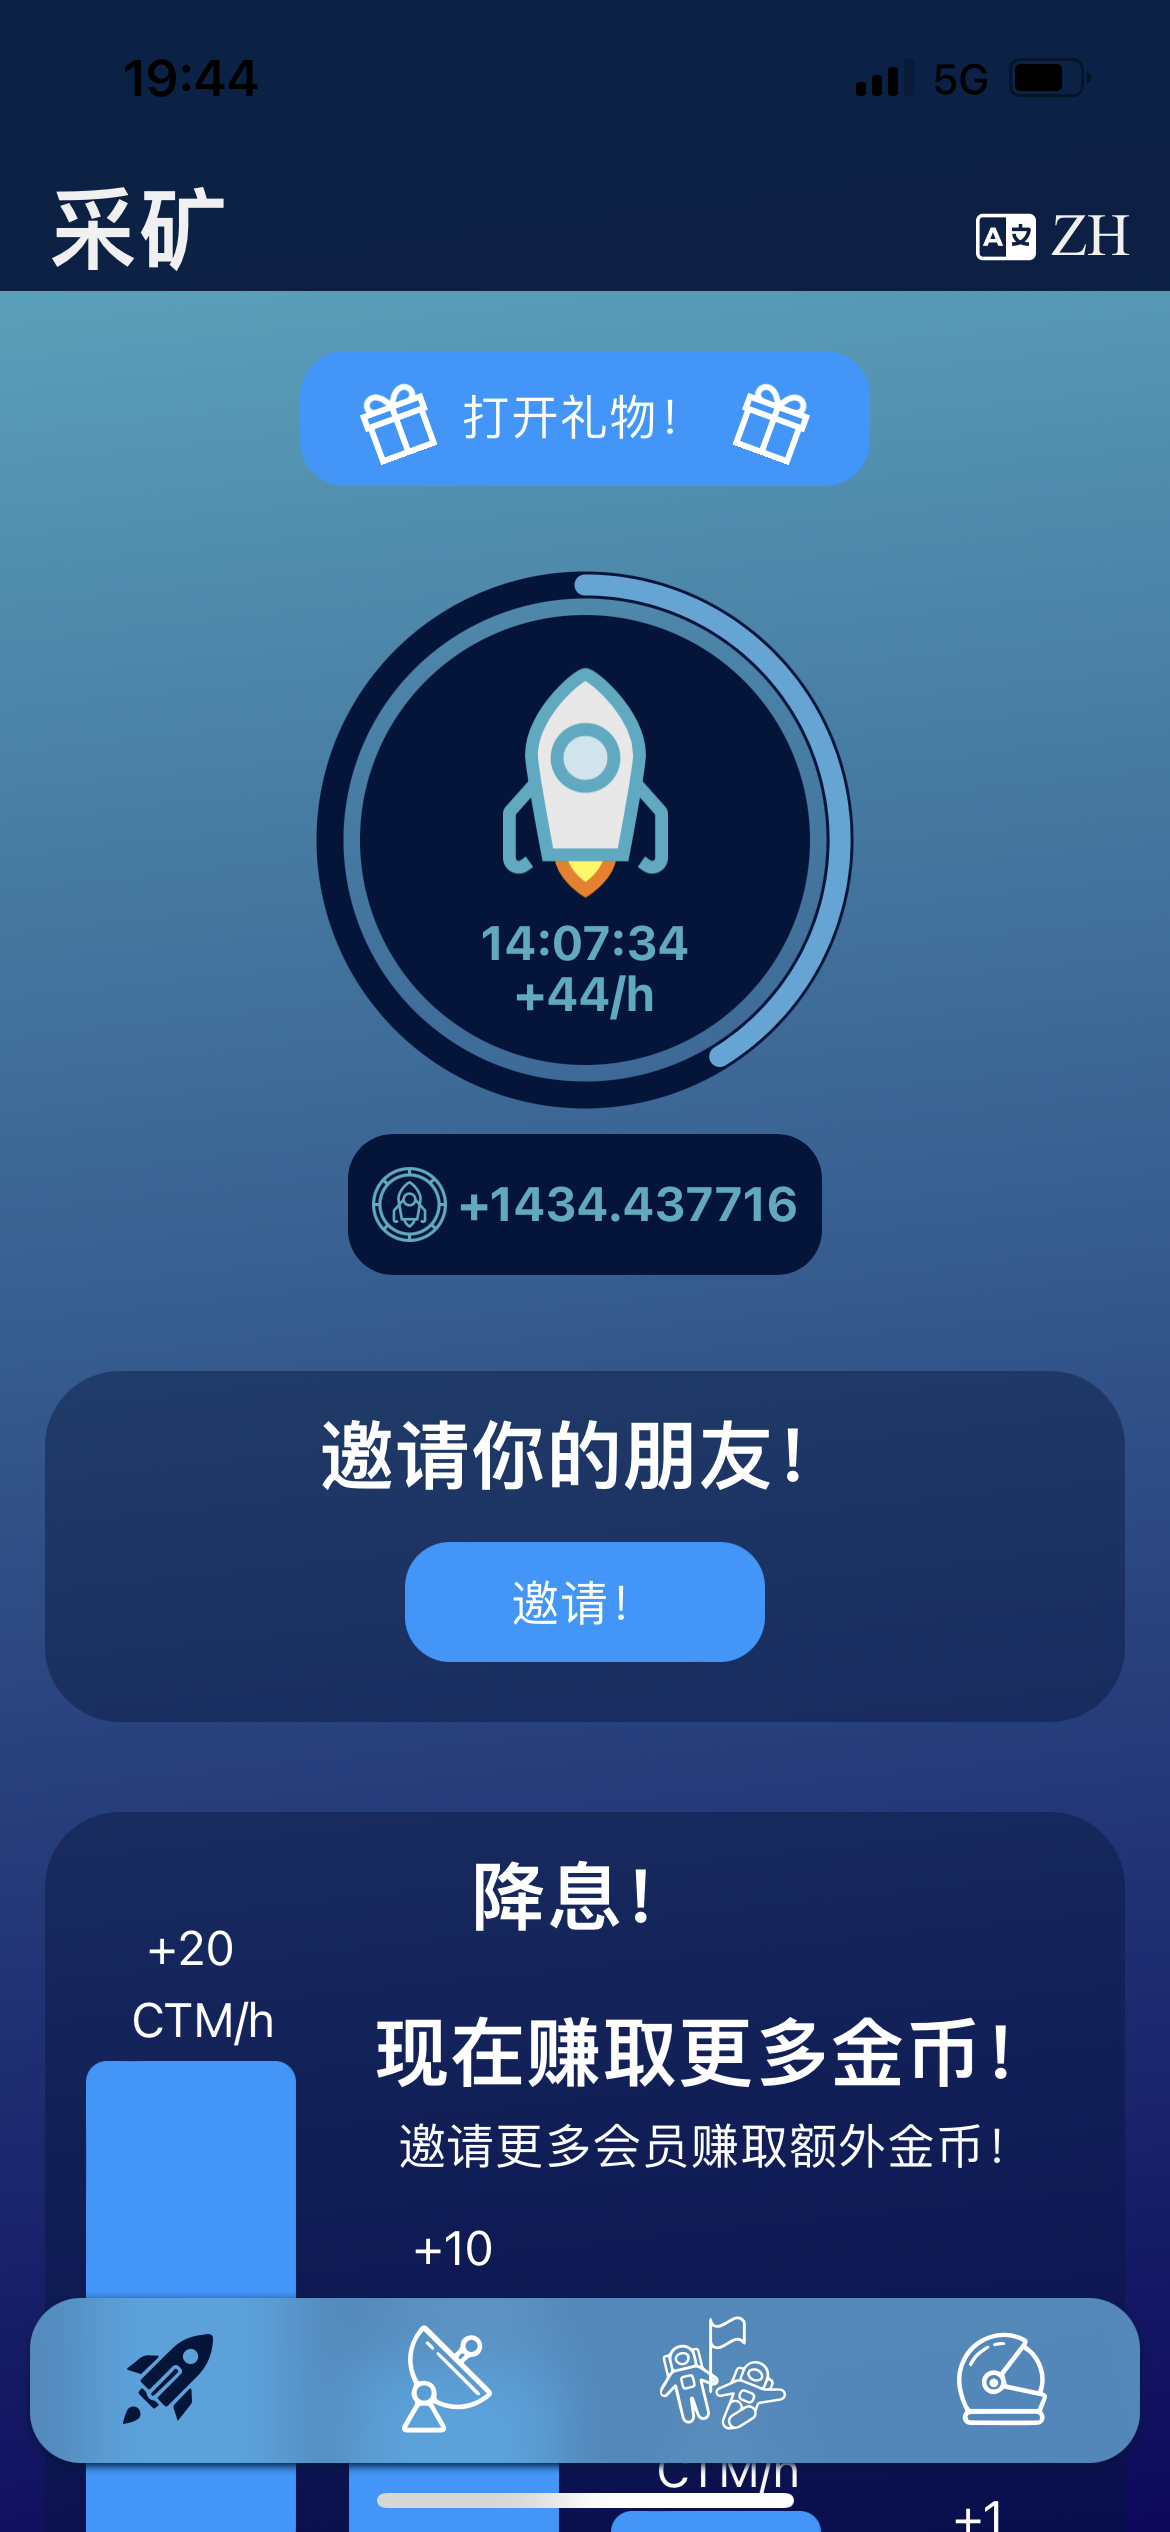 19:44
5G
采矿
A 文 ZH
打开礼物！
14:07:34
+44/h
+1434.437716
邀请你的朋友！
邀请！
降息！
+20
CTM/h
现在赚取更多金币！
邀请更多会员赚取额外金币！
+10
CTM/h
+1